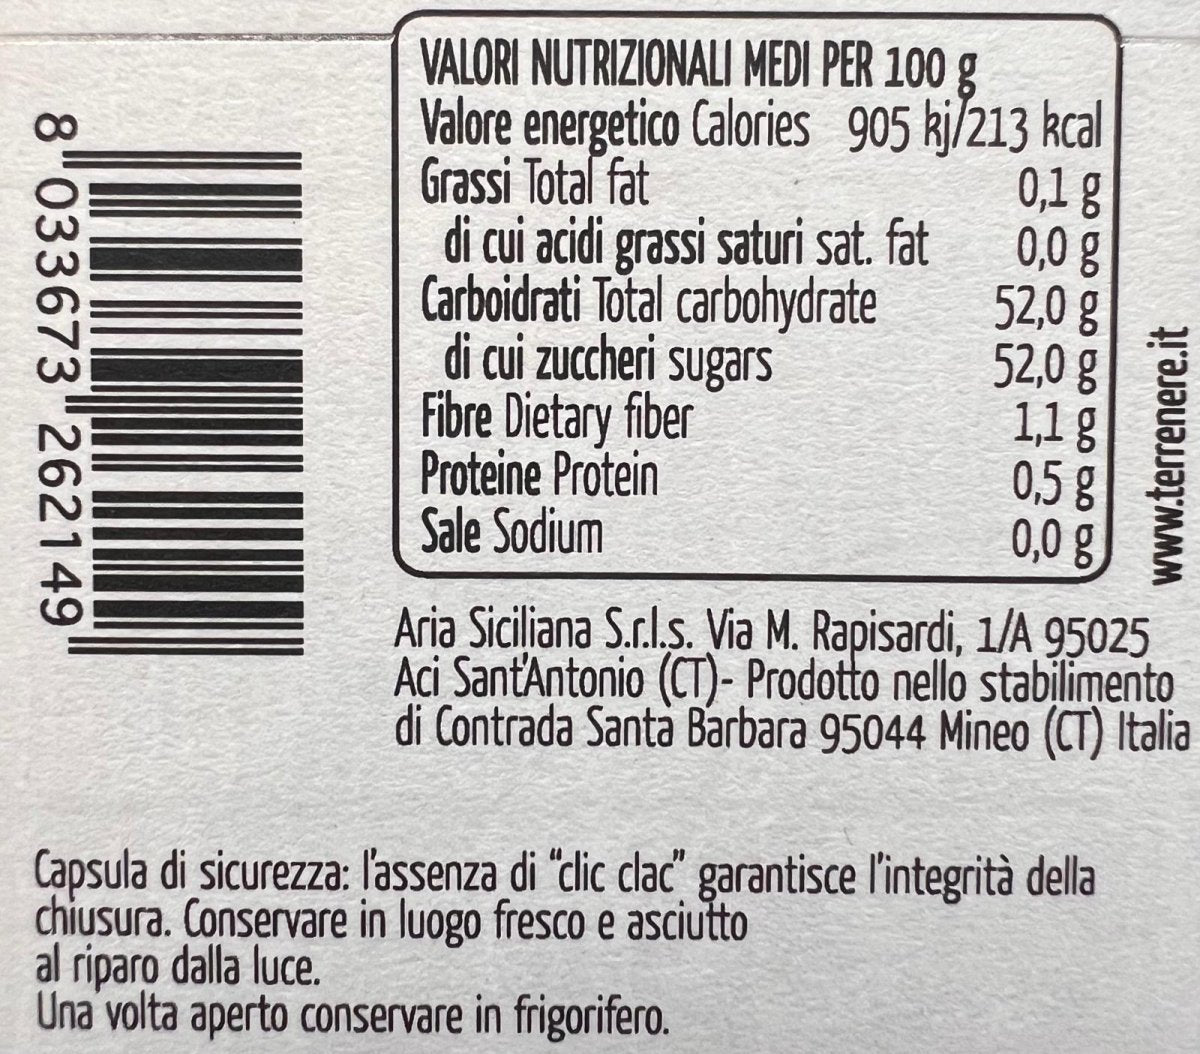 VALORI NUTRIZIONALI MEDI PER 100 g
Valore energetico Calories 905 kj/213 kcal
Grassi Total fat 0,1 g
di cui acidi grassi saturi sat. fat 0,0 g
Carboidrati Total carbohydrate 52,0 g
di cui zuccheri sugars 52,0 g
Fibre Dietary fiber 1,1 g
Proteine Protein 0,5 g
Sale Sodium 0,0 g
8 033673 262149
www.terrenere.it
Aria Siciliana S.r.l.s. Via M. Rapisardi, 1/A 95025
Aci Sant'Antonio (CT)- Prodotto nello stabilimento
di Contrada Santa Barbara 95044 Mineo (CT) Italia
Capsula di sicurezza: l'assenza di "clic clac" garantisce l'integrità della
chiusura. Conservare in luogo fresco e asciutto
al riparo dalla luce.
Una volta aperto conservare in frigorifero.